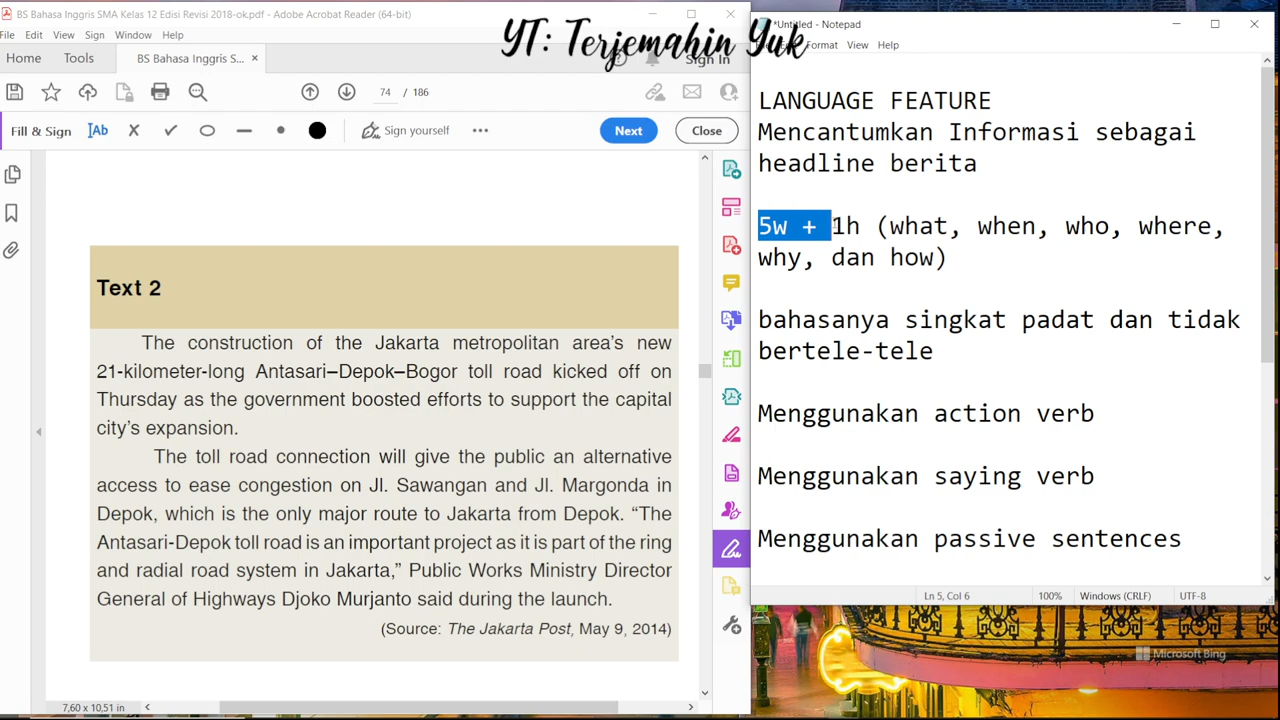 BS Bahasa Inggris SMA Kelas 12 Edisi Revisi 2018-ok.pdf - Adobe Acrobat Reader (64-bit)
File Edit View Sign Window Help
Home Tools BS Bahasa Inggris S... × Sign In
74 / 186
Fill & Sign Ab Sign yourself ... Next Close
Text 2
The construction of the Jakarta metropolitan area's new
21-kilometer-long Antasari–Depok–Bogor toll road kicked off on
Thursday as the government boosted efforts to support the capital
city's expansion.
The toll road connection will give the public an alternative
access to ease congestion on Jl. Sawangan and Jl. Margonda in
Depok, which is the only major route to Jakarta from Depok. “The
Antasari-Depok toll road is an important project as it is part of the ring
and radial road system in Jakarta,” Public Works Ministry Director
General of Highways Djoko Murjanto said during the launch.
(Source: The Jakarta Post, May 9, 2014)
7,60 x 10,51 in
YT: Terjemahin Yuk
*Untitled - Notepad
Format View Help
LANGUAGE FEATURE
Mencantumkan Informasi sebagai
headline berita
5w + 1h (what, when, who, where,
why, dan how)
bahasanya singkat padat dan tidak
bertele-tele
Menggunakan action verb
Menggunakan saying verb
Menggunakan passive sentences
Ln 5, Col 6 100% Windows (CRLF) UTF-8
Microsoft Bing